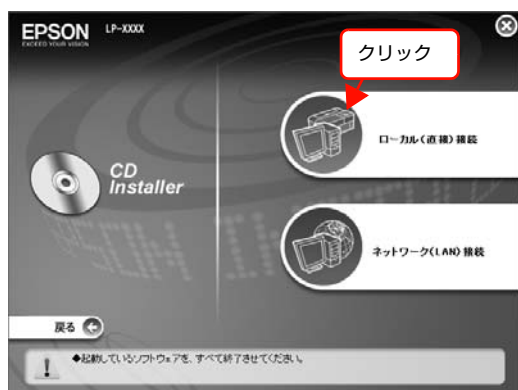 EPSON
EXCEED YOUR VISION
LP-XXXX
クリック
ローカル(直接)接続
CD
Installer
ネットワーク(LAN)接続
戻る
◆起動しているソフトウェアを、すべて終了させてください。